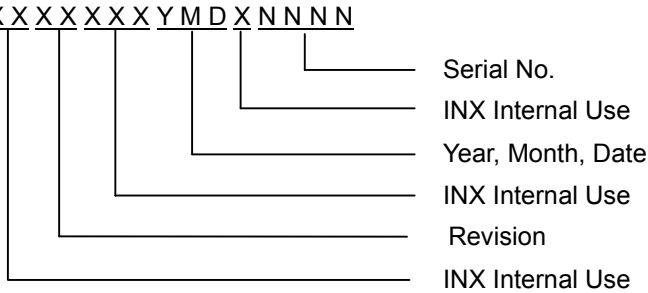 X X X X X X X Y M D X N N N N
Serial No.
INX Internal Use
Year, Month, Date
INX Internal Use
Revision
INX Internal Use